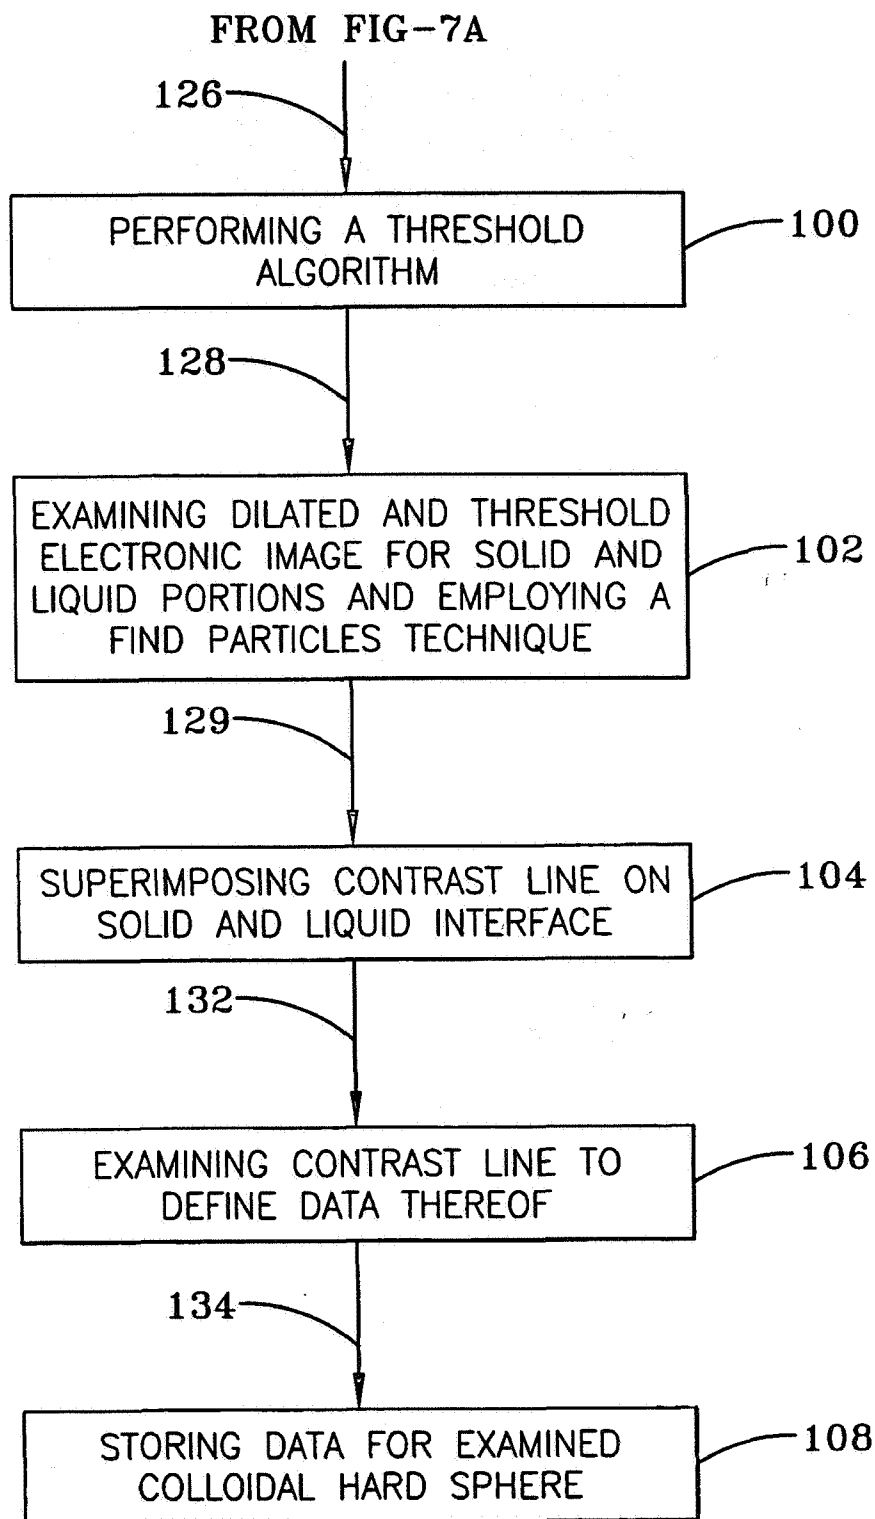 FROM FIG-7A
126
PERFORMING A THRESHOLD
ALGORITHM
100
128
EXAMINING DILATED AND THRESHOLD
ELECTRONIC IMAGE FOR SOLID AND
LIQUID PORTIONS AND EMPLOYING A
FIND PARTICLES TECHNIQUE
102
129
SUPERIMPOSING CONTRAST LINE ON
SOLID AND LIQUID INTERFACE
104
132
EXAMINING CONTRAST LINE TO
DEFINE DATA THEREOF
106
134
STORING DATA FOR EXAMINED
COLLOIDAL HARD SPHERE
108